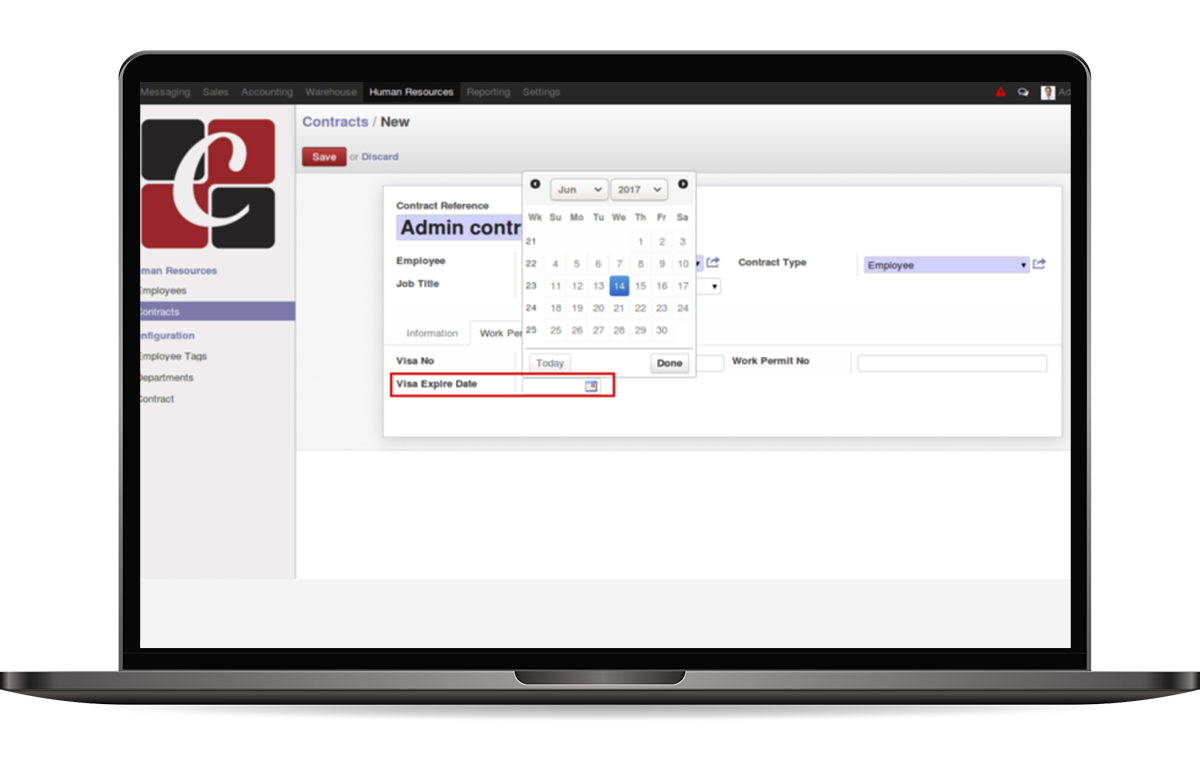 Messaging Sales Accounting Warehouse Human Resources Reporting Settings Ad
C
Contracts / New
Save or Discard
man Resources
Employees
Contracts
nfiguration
Employee Tags
Departments
Contract
Contract Reference
Admin contr
Employee
Job Title
Contract Type
Employee
Information
Work Per
Visa No
Work Permit No
Visa Expire Date
Jun 2017
Wk Su Mo Tu We Th Fr Sa
21 1 2 3
22 4 5 6 7 8 9 10
23 11 12 13 14 15 16 17
24 18 19 20 21 22 23 24
25 25 26 27 28 29 30
Today Done